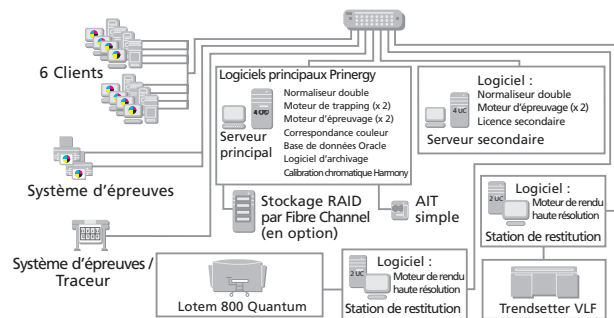 6 Clients
Système d'épreuves
Système d'épreuves /
Traceur
Logiciels principaux Prinergy
Normaliseur double
Moteur de trapping (x 2)
Moteur d'épreuvage (x 2)
Correspondance couleur
Base de données Oracle
Logiciel d'archivage
Calibration chromatique Harmony
4 CPU
Serveur
principal
Stockage RAID
par Fibre Channel
(en option)
AIT
simple
Logiciel :
Normaliseur double
Moteur d'épreuvage (x 2)
Licence secondaire
4 UC
Serveur secondaire
2 UC
Logiciel :
Moteur de rendu
haute résolution
Station de restitution
Trendsetter VLF
2 UC
Logiciel :
Moteur de rendu
haute résolution
Station de restitution
Lotem 800 Quantum